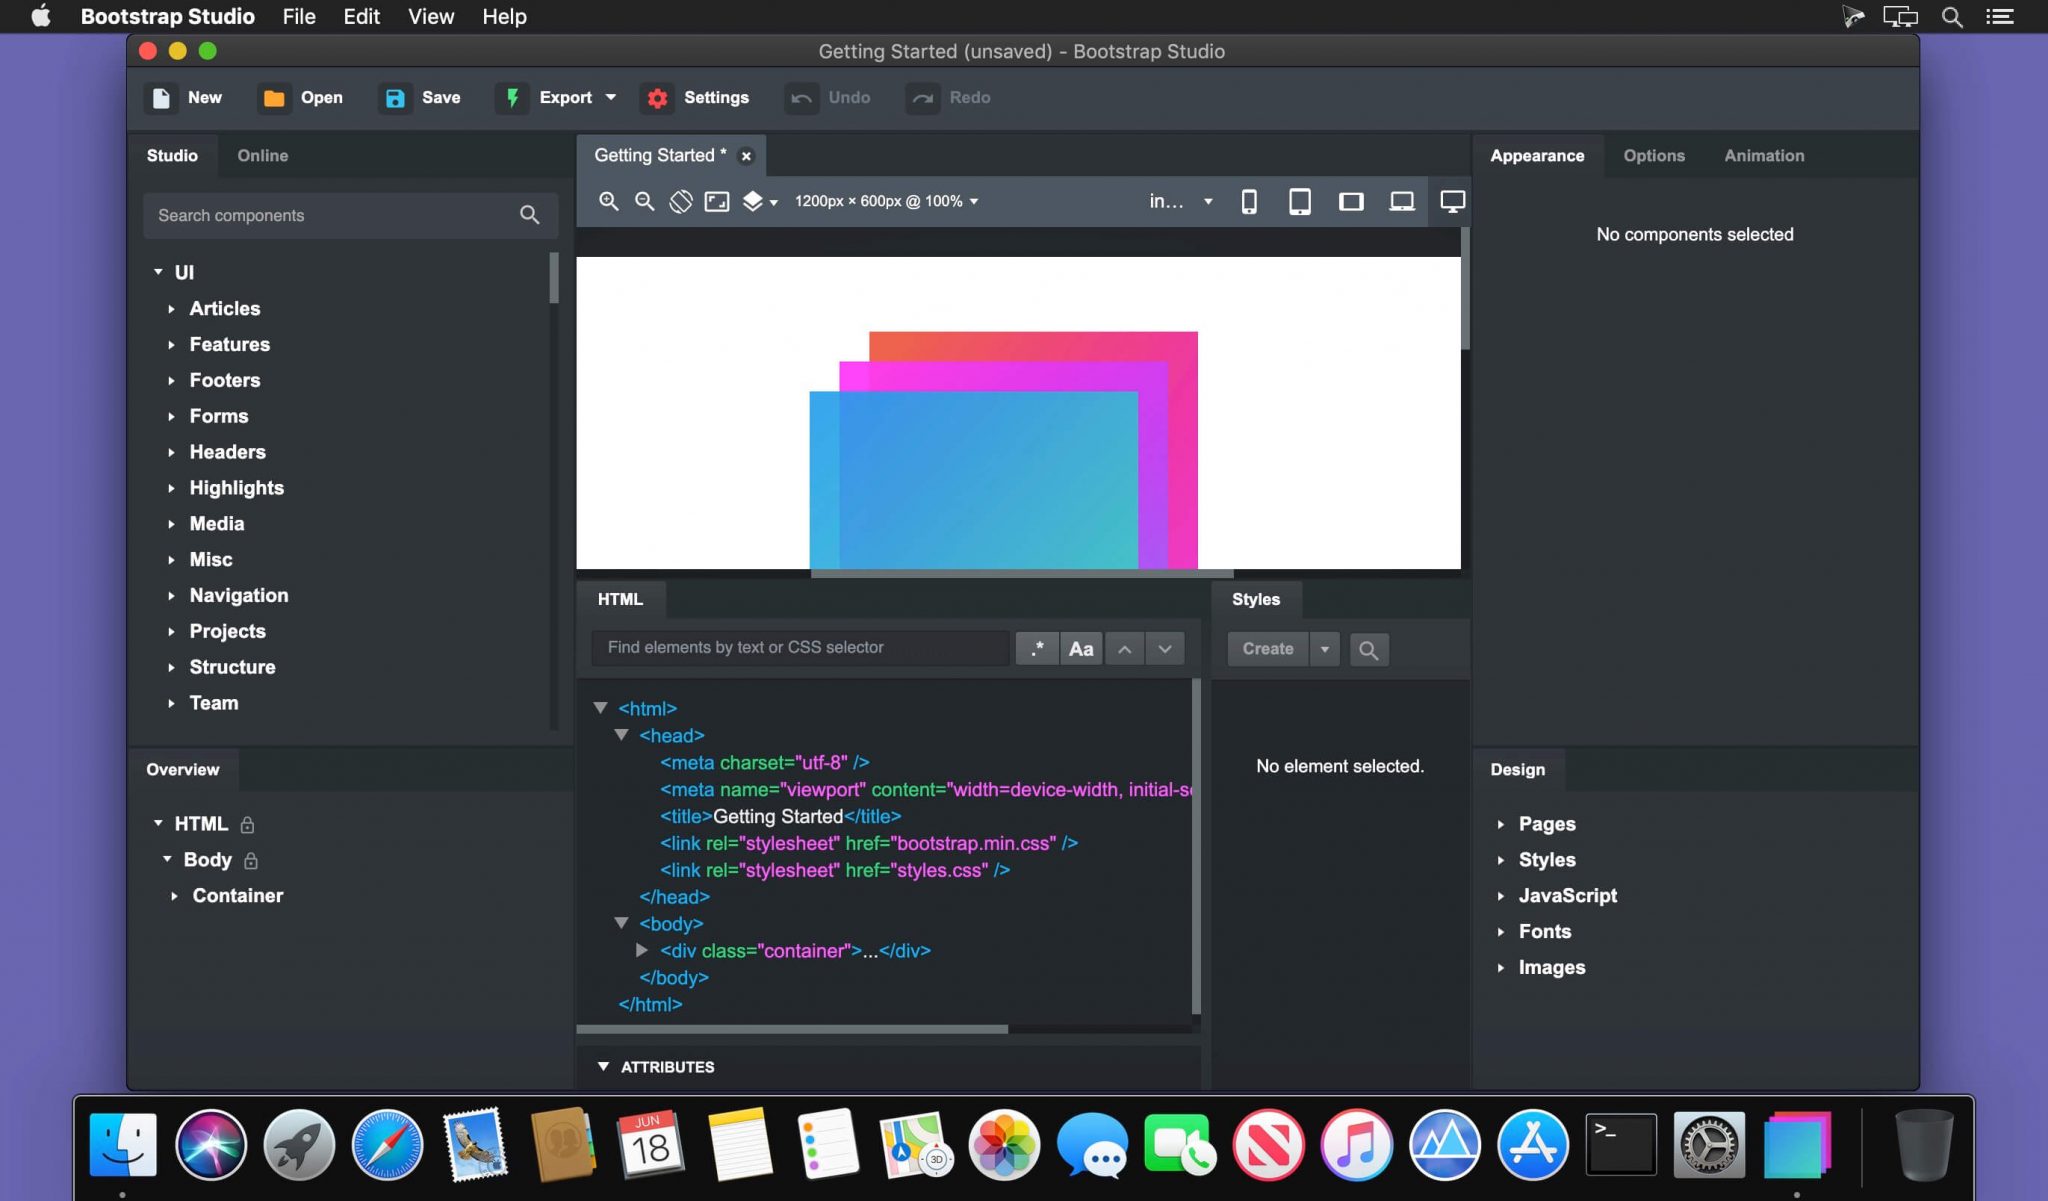 Bootstrap Studio File Edit View Help
Getting Started (unsaved) - Bootstrap Studio
New Open Save Export Settings Undo Redo
Studio Online
Search components
UI
Articles
Features
Footers
Forms
Headers
Highlights
Media
Misc
Navigation
Projects
Structure
Team
Overview
HTML
Body
Container
Getting Started *
1200px × 600px @ 100% in...
HTML
Find elements by text or CSS selector .* Aa
<html>
<head>
<meta charset="utf-8" />
<meta name="viewport" content="width=device-width, initial-s
<title>Getting Started</title>
<link rel="stylesheet" href="bootstrap.min.css" />
<link rel="stylesheet" href="styles.css" />
</head>
<body>
<div class="container">...</div>
</body>
</html>
ATTRIBUTES
Styles
Create
No element selected.
Appearance Options Animation
No components selected
Design
Pages
Styles
JavaScript
Fonts
Images
JUN
18
3D
>_